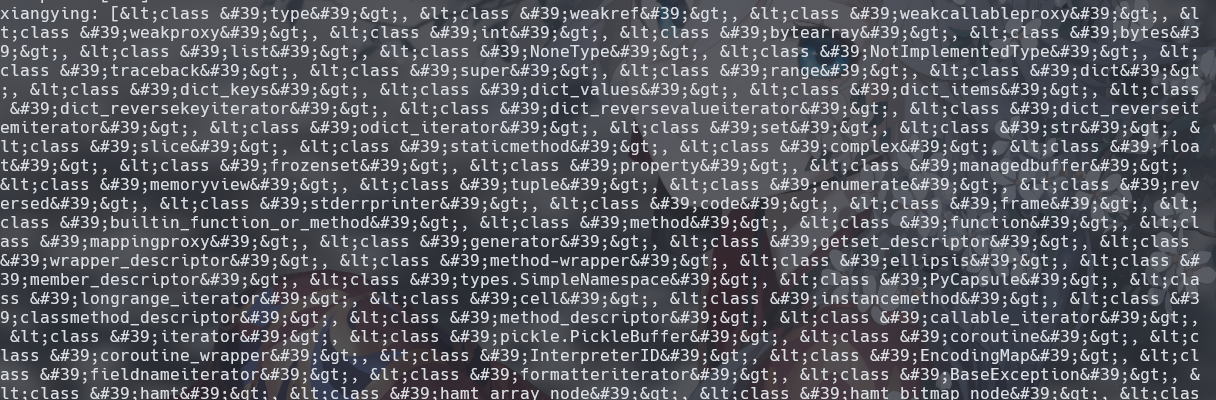 xiangying: [&lt;class &#39;type&#39;&gt;, &lt;class &#39;weakref&#39;&gt;, &lt;class &#39;weakcallableproxy&#39;&gt;, &l
t;class &#39;weakproxy&#39;&gt;, &lt;class &#39;int&#39;&gt;, &lt;class &#39;bytearray&#39;&gt;, &lt;class &#39;bytes&#3
9;&gt;, &lt;class &#39;list&#39;&gt;, &lt;class &#39;NoneType&#39;&gt;, &lt;class &#39;NotImplementedType&#39;&gt;, &lt;
class &#39;traceback&#39;&gt;, &lt;class &#39;super&#39;&gt;, &lt;class &#39;range&#39;&gt;, &lt;class &#39;dict&#39;&gt
;, &lt;class &#39;dict_keys&#39;&gt;, &lt;class &#39;dict_values&#39;&gt;, &lt;class &#39;dict_items&#39;&gt;, &lt;class
 &#39;dict_reversekeyiterator&#39;&gt;, &lt;class &#39;dict_reversevalueiterator&#39;&gt;, &lt;class &#39;dict_reverseit
emiterator&#39;&gt;, &lt;class &#39;odict_iterator&#39;&gt;, &lt;class &#39;set&#39;&gt;, &lt;class &#39;str&#39;&gt;, &
lt;class &#39;slice&#39;&gt;, &lt;class &#39;staticmethod&#39;&gt;, &lt;class &#39;complex&#39;&gt;, &lt;class &#39;floa
t&#39;&gt;, &lt;class &#39;frozenset&#39;&gt;, &lt;class &#39;property&#39;&gt;, &lt;class &#39;managedbuffer&#39;&gt;,
&lt;class &#39;memoryview&#39;&gt;, &lt;class &#39;tuple&#39;&gt;, &lt;class &#39;enumerate&#39;&gt;, &lt;class &#39;rev
ersed&#39;&gt;, &lt;class &#39;stderrprinter&#39;&gt;, &lt;class &#39;code&#39;&gt;, &lt;class &#39;frame&#39;&gt;, &lt;
class &#39;builtin_function_or_method&#39;&gt;, &lt;class &#39;method&#39;&gt;, &lt;class &#39;function&#39;&gt;, &lt;cl
ass &#39;mappingproxy&#39;&gt;, &lt;class &#39;generator&#39;&gt;, &lt;class &#39;getset_descriptor&#39;&gt;, &lt;class
&#39;wrapper_descriptor&#39;&gt;, &lt;class &#39;method-wrapper&#39;&gt;, &lt;class &#39;ellipsis&#39;&gt;, &lt;class &#
39;member_descriptor&#39;&gt;, &lt;class &#39;types.SimpleNamespace&#39;&gt;, &lt;class &#39;PyCapsule&#39;&gt;, &lt;cla
ss &#39;longrange_iterator&#39;&gt;, &lt;class &#39;cell&#39;&gt;, &lt;class &#39;instancemethod&#39;&gt;, &lt;class &#3
9;classmethod_descriptor&#39;&gt;, &lt;class &#39;method_descriptor&#39;&gt;, &lt;class &#39;callable_iterator&#39;&gt;,
 &lt;class &#39;iterator&#39;&gt;, &lt;class &#39;pickle.PickleBuffer&#39;&gt;, &lt;class &#39;coroutine&#39;&gt;, &lt;c
lass &#39;coroutine_wrapper&#39;&gt;, &lt;class &#39;InterpreterID&#39;&gt;, &lt;class &#39;EncodingMap&#39;&gt;, &lt;cl
ass &#39;fieldnameiterator&#39;&gt;, &lt;class &#39;formatteriterator&#39;&gt;, &lt;class &#39;BaseException&#39;&gt;, &
lt;class &#39;hamt&#39;&gt;, &lt;class &#39;hamt_array_node&#39;&gt;, &lt;class &#39;hamt_bitmap_node&#39;&gt;, &lt;clas